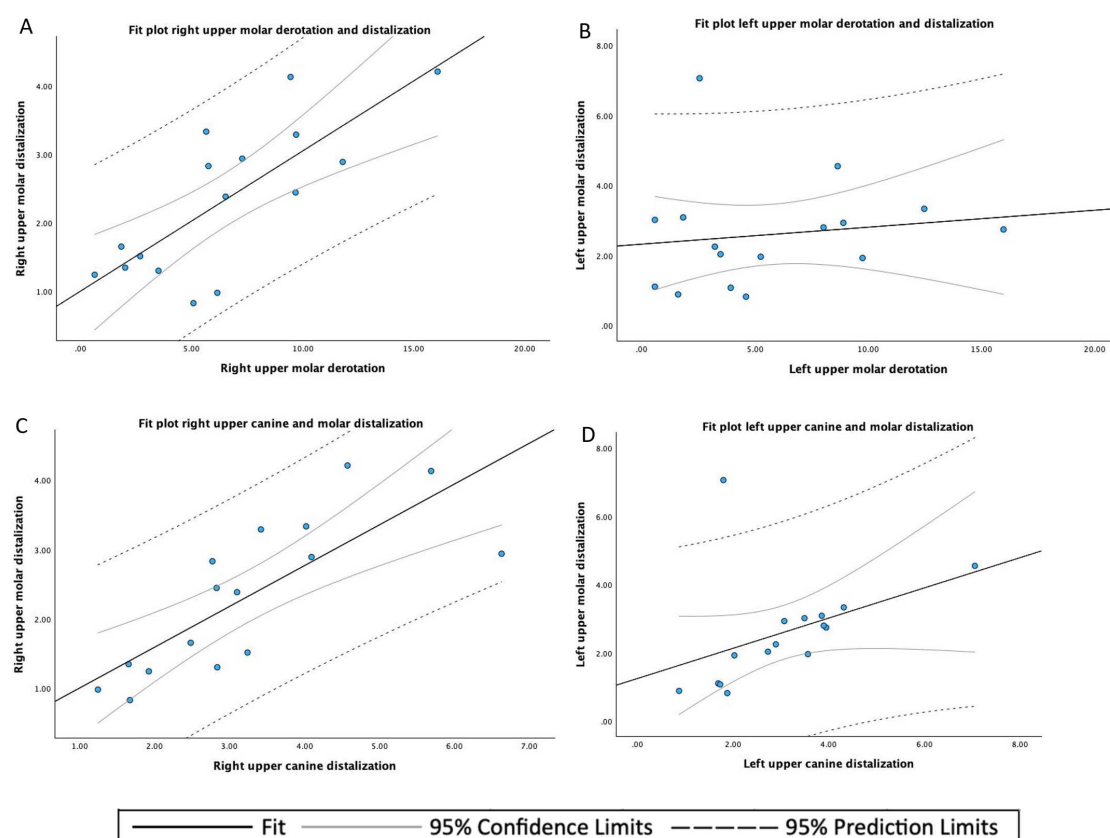 A
Fit plot right upper molar derotation and distalization
Right upper molar distalization
4.00
3.00
2.00
1.00
.00 5.00 10.00 15.00 20.00
Right upper molar derotation
B
Fit plot left upper molar derotation and distalization
Left upper molar distalization
8.00
6.00
4.00
2.00
.00
.00 5.00 10.00 15.00 20.00
Left upper molar derotation
C
Fit plot right upper canine and molar distalization
Right upper molar distalization
4.00
3.00
2.00
1.00
1.00 2.00 3.00 4.00 5.00 6.00 7.00
Right upper canine distalization
D
Fit plot left upper canine and molar distalization
Left upper molar distalization
8.00
6.00
4.00
2.00
.00
.00 2.00 4.00 6.00 8.00
Left upper canine distalization
Fit 95% Confidence Limits 95% Prediction Limits